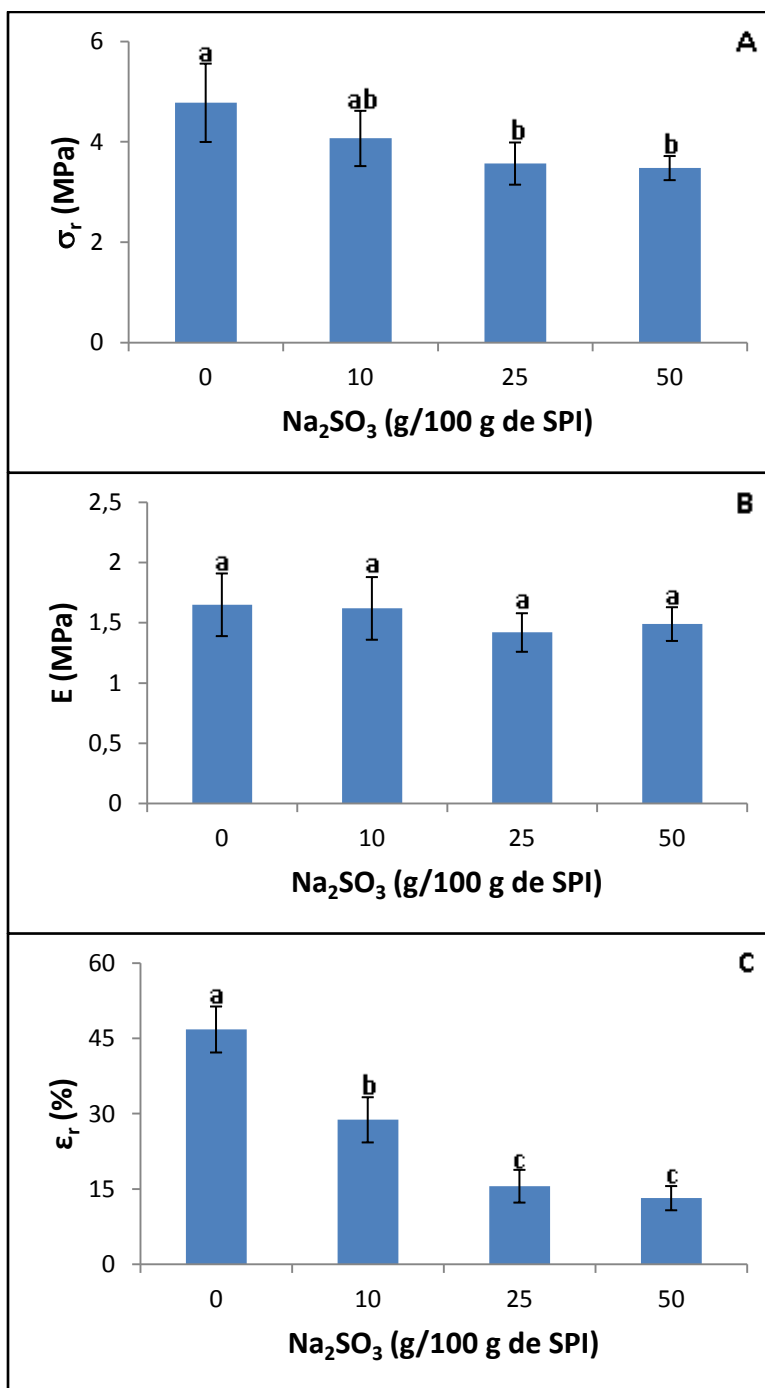 A
6
a
ab
b
b
4
2
0
σr (MPa)
0 10 25 50
Na₂SO₃ (g/100 g de SPI)
B
2,5
2
a
a
a
a
1,5
1
0,5
0
E (MPa)
0 10 25 50
Na₂SO₃ (g/100 g de SPI)
C
60
a
45
b
30
c
c
15
0
εr (%)
0 10 25 50
Na₂SO₃ (g/100 g de SPI)